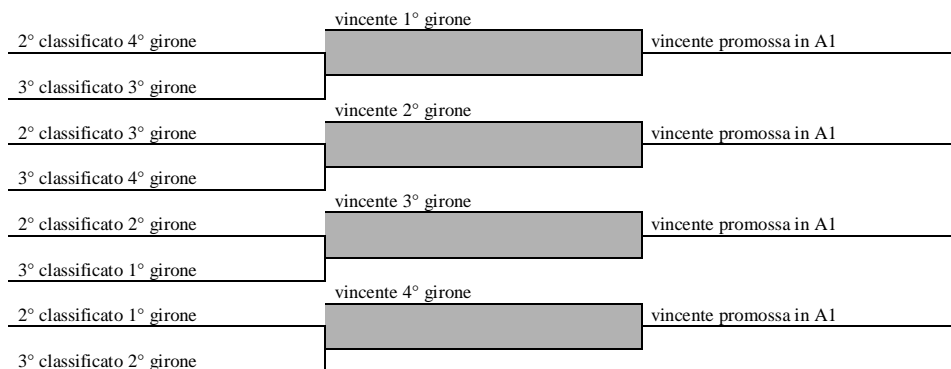 vincente 1° girone
2° classificato 4° girone
vincente promossa in A1
3° classificato 3° girone
vincente 2° girone
2° classificato 3° girone
vincente promossa in A1
3° classificato 4° girone
vincente 3° girone
2° classificato 2° girone
vincente promossa in A1
3° classificato 1° girone
vincente 4° girone
2° classificato 1° girone
vincente promossa in A1
3° classificato 2° girone